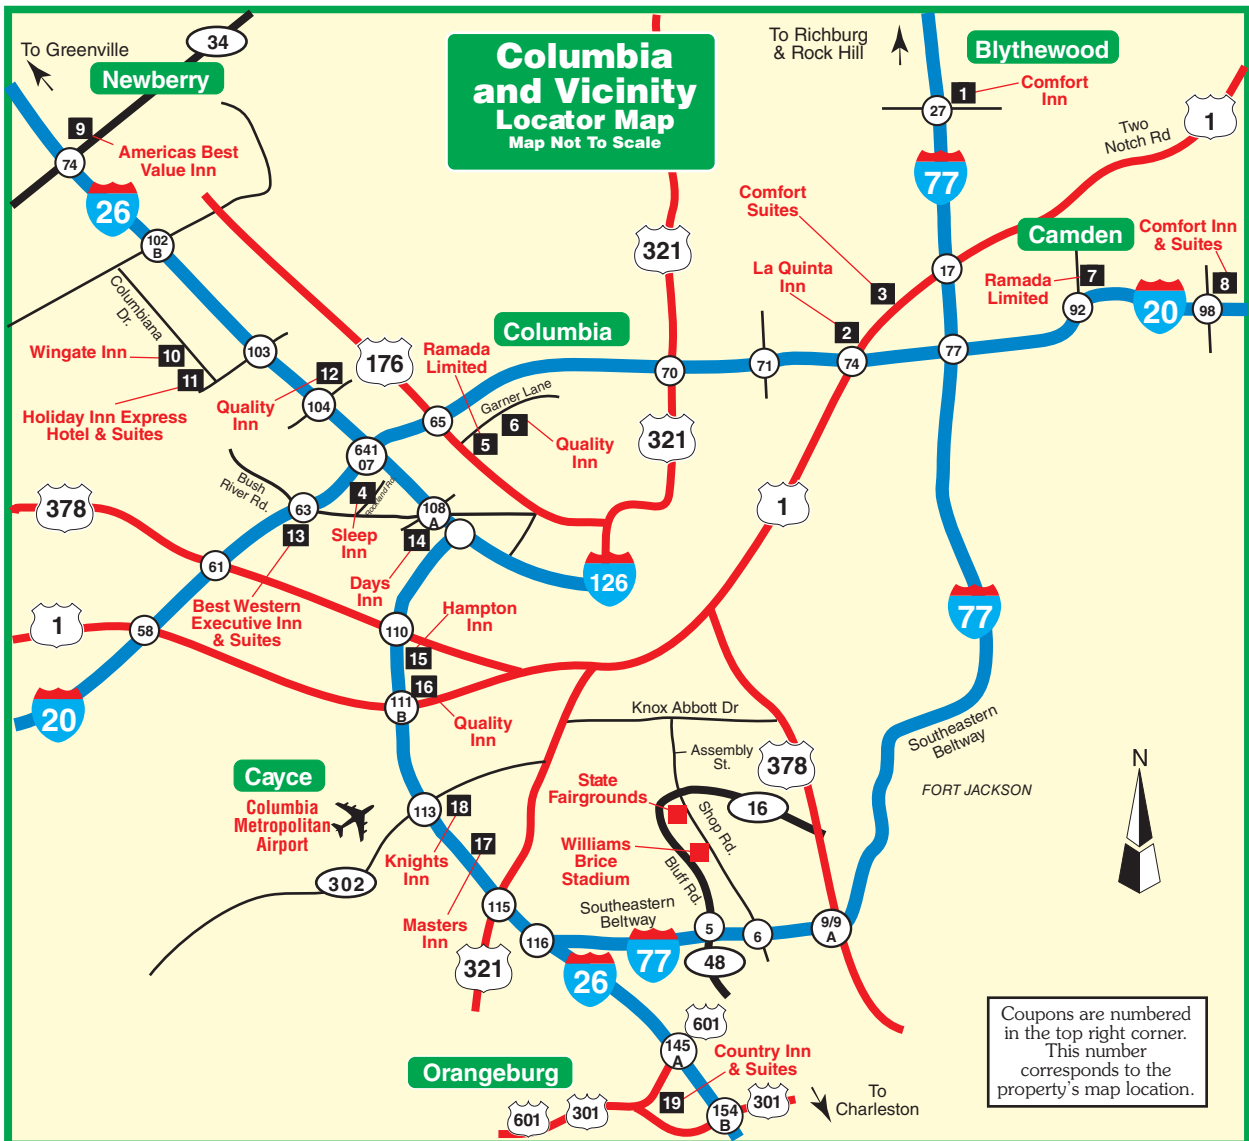 Columbia
and Vicinity
Locator Map
Map Not To Scale
To Greenville
34
Newberry
9
Americas Best
Value Inn
74
26
102
B
Columbiana
Dr.
Wingate Inn
10
11
Holiday Inn Express
Hotel & Suites
103
12
Quality
Inn
104
176
Columbia
Ramada
Limited
65
Garner Lane
5
6
Quality
Inn
321
70
321
To Richburg
& Rock Hill
Blythewood
1
Comfort
Inn
27
77
Two
Notch Rd
1
Comfort
Suites
3
La Quinta
Inn
2
17
Camden
Comfort Inn
& Suites
7
8
Ramada
Limited
92
20
98
71
74
77
641
07
Bush
River Rd.
4
Rockland Rd.
108
A
63
13
Sleep
Inn
14
Days
Inn
126
378
61
Best Western
Executive Inn
& Suites
1
58
20
110
Hampton
Inn
15
16
111
B
Quality
Inn
1
77
Knox Abbott Dr
Assembly
St.
378
Southeastern
Beltway
FORT JACKSON
N
Cayce
Columbia
Metropolitan
Airport
113
18
Knights
Inn
17
Masters
Inn
302
State
Fairgrounds
16
Shop Rd.
Williams
Brice
Stadium
Bluff Rd.
Southeastern
Beltway
115
116
321
26
77
5
48
6
9/9
A
601
145
A
Orangeburg
Country Inn
& Suites
19
601
301
154
B
301
To
Charleston
Coupons are numbered
in the top right corner.
This number
corresponds to the
property's map location.